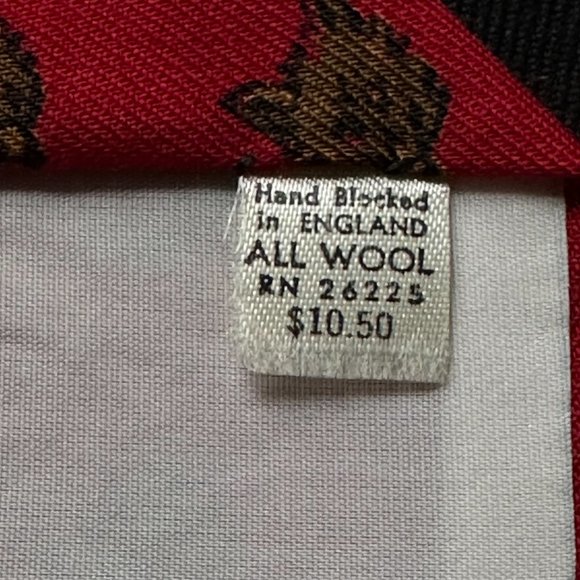 Hand Blocked
in ENGLAND
ALL WOOL
RN 26225
$10.50